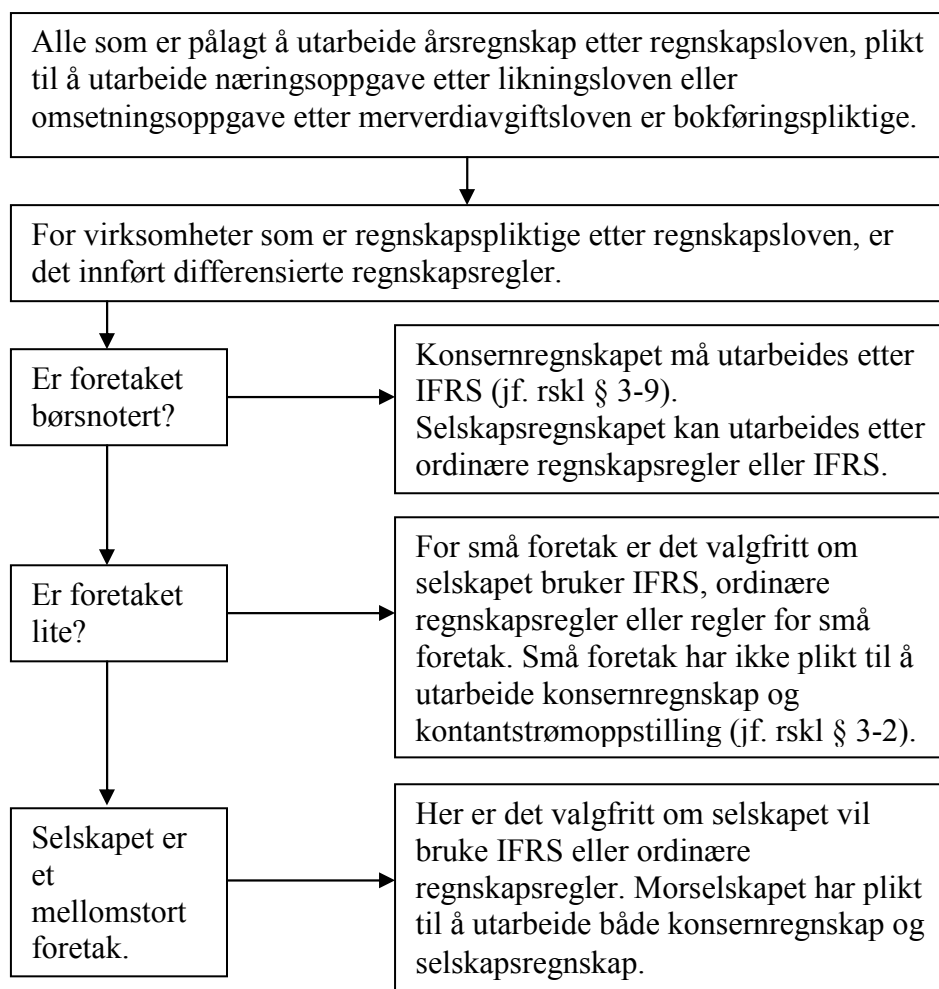 Alle som er pålagt å utarbeide årsregnskap etter regnskapsloven, plikt
til å utarbeide næringsoppgave etter likningsloven eller
omsetningsoppgave etter merverdiavgiftsloven er bokføringspliktige.
For virksomheter som er regnskapspliktige etter regnskapsloven, er
det innført differensierte regnskapsregler.
Er foretaket
børsnotert?
Konsernregnskapet må utarbeides etter
IFRS (jf. rskl § 3-9).
Selskapsregnskapet kan utarbeides etter
ordinære regnskapsregler eller IFRS.
Er foretaket
lite?
For små foretak er det valgfritt om
selskapet bruker IFRS, ordinære
regnskapsregler eller regler for små
foretak. Små foretak har ikke plikt til å
utarbeide konsernregnskap og
kontantstrømoppstilling (jf. rskl § 3-2).
Selskapet er
et
mellomstort
foretak.
Her er det valgfritt om selskapet vil
bruke IFRS eller ordinære
regnskapsregler. Morselskapet har plikt
til å utarbeide både konsernregnskap og
selskapsregnskap.